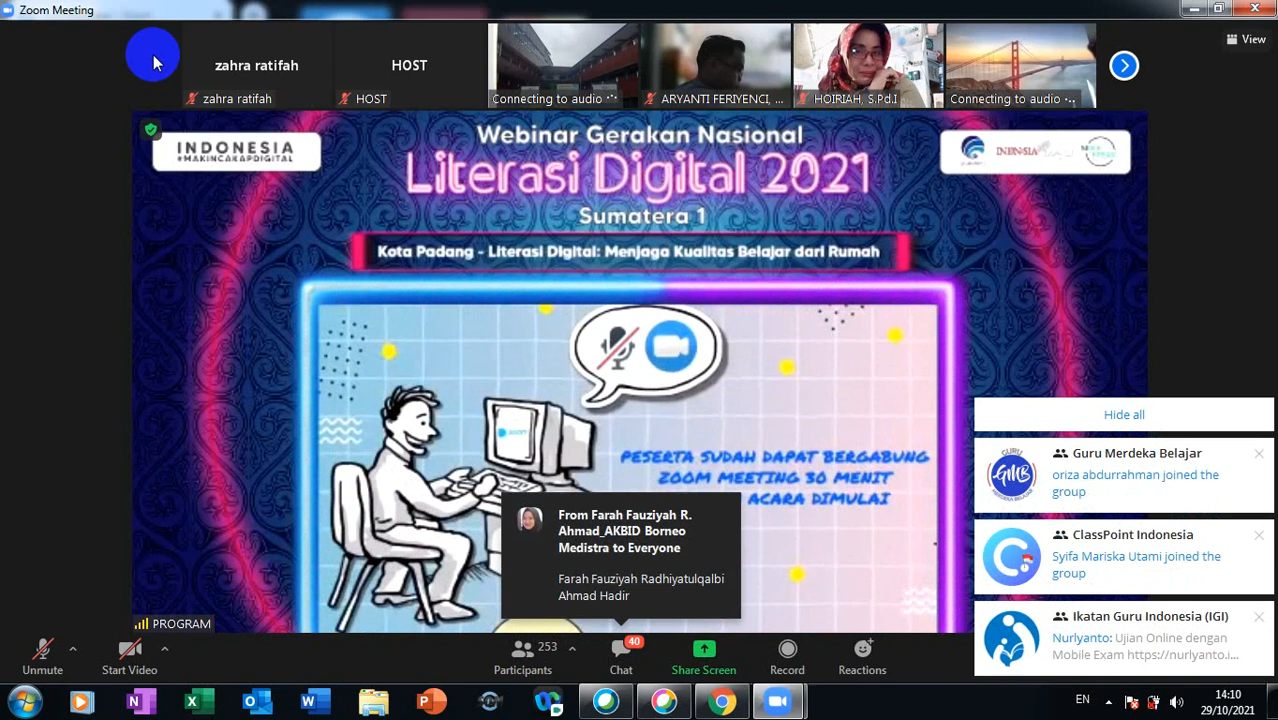 Zoom Meeting
View
zahra ratifah
HOST
zahra ratifah
HOST
Connecting to audio ...
ARYANTI FERIYENCI, ...
HOIRIAH, S.Pd.I
Connecting to audio ...
INDONESIA
#MAKINCAKAPDIGITAL
Webinar Gerakan Nasional
Literasi Digital 2021
Sumatera 1
Kota Padang - Literasi Digital: Menjaga Kualitas Belajar dari Rumah
zoom
PESERTA SUDAH DAPAT BERGABUNG
ZOOM MEETING 30 MENIT
ACARA DIMULAI
From Farah Fauziyah R.
Ahmad_AKBID Borneo
Medistra to Everyone
Farah Fauziyah Radhiyatulqalbi
Ahmad Hadir
Hide all
GURU
GMB
Guru Merdeka Belajar
oriza abdurrahman joined the
group
ClassPoint Indonesia
Syifa Mariska Utami joined the
group
Ikatan Guru Indonesia (IGI)
Nurlyanto: Ujian Online dengan
Mobile Exam https://nurlyanto.i...
PROGRAM
Unmute
Start Video
253
Participants
40
Chat
Share Screen
Record
Reactions
EN
14:10
29/10/2021